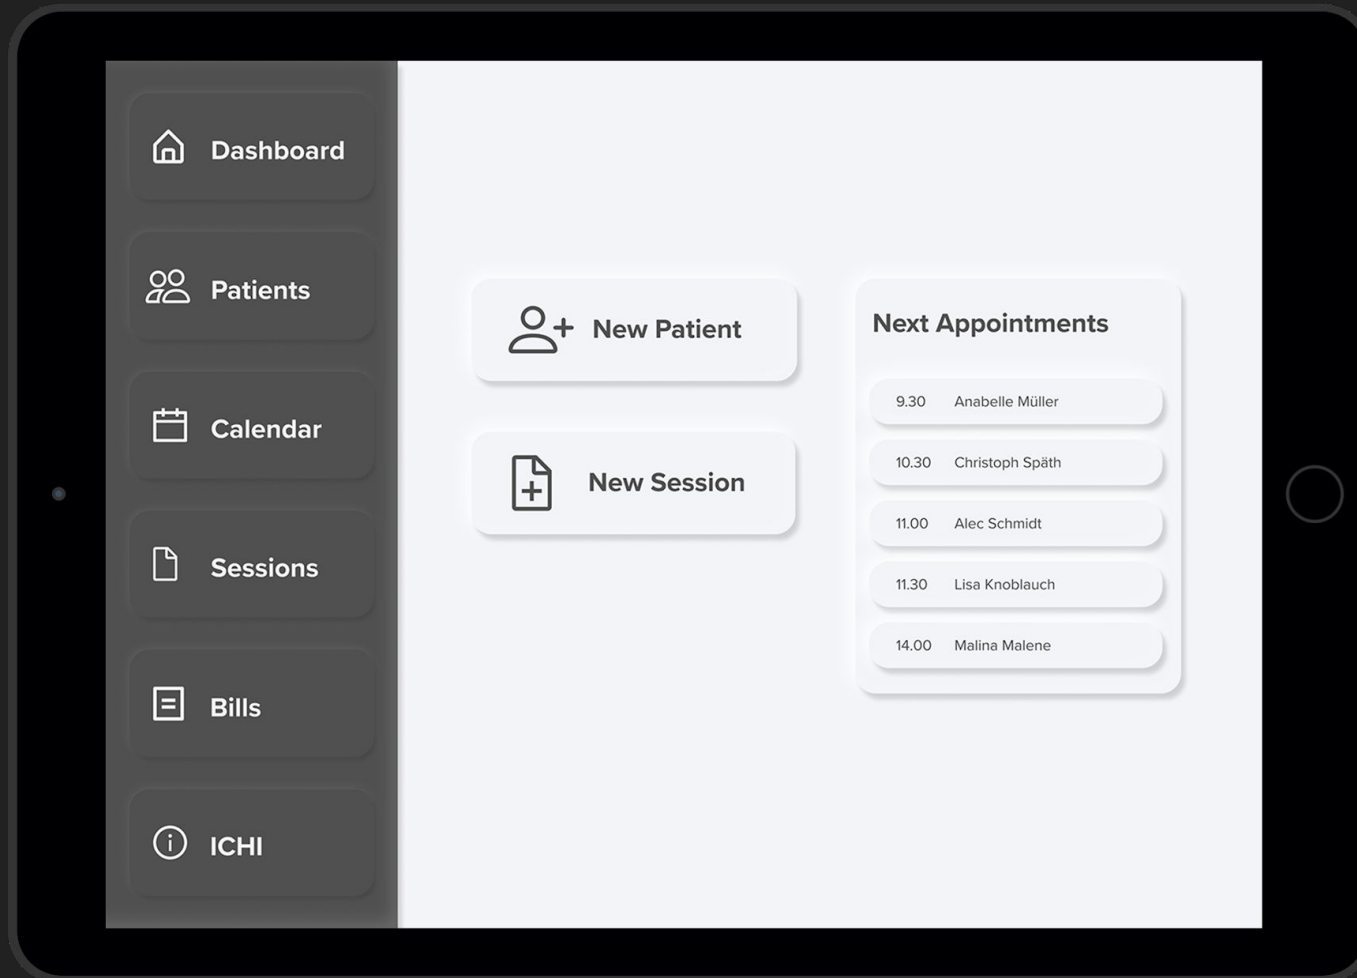 Dashboard
Patients
Calendar
Sessions
Bills
ICHI
New Patient
New Session
Next Appointments
9.30 Anabelle Müller
10.30 Christoph Späth
11.00 Alec Schmidt
11.30 Lisa Knoblauch
14.00 Malina Malene